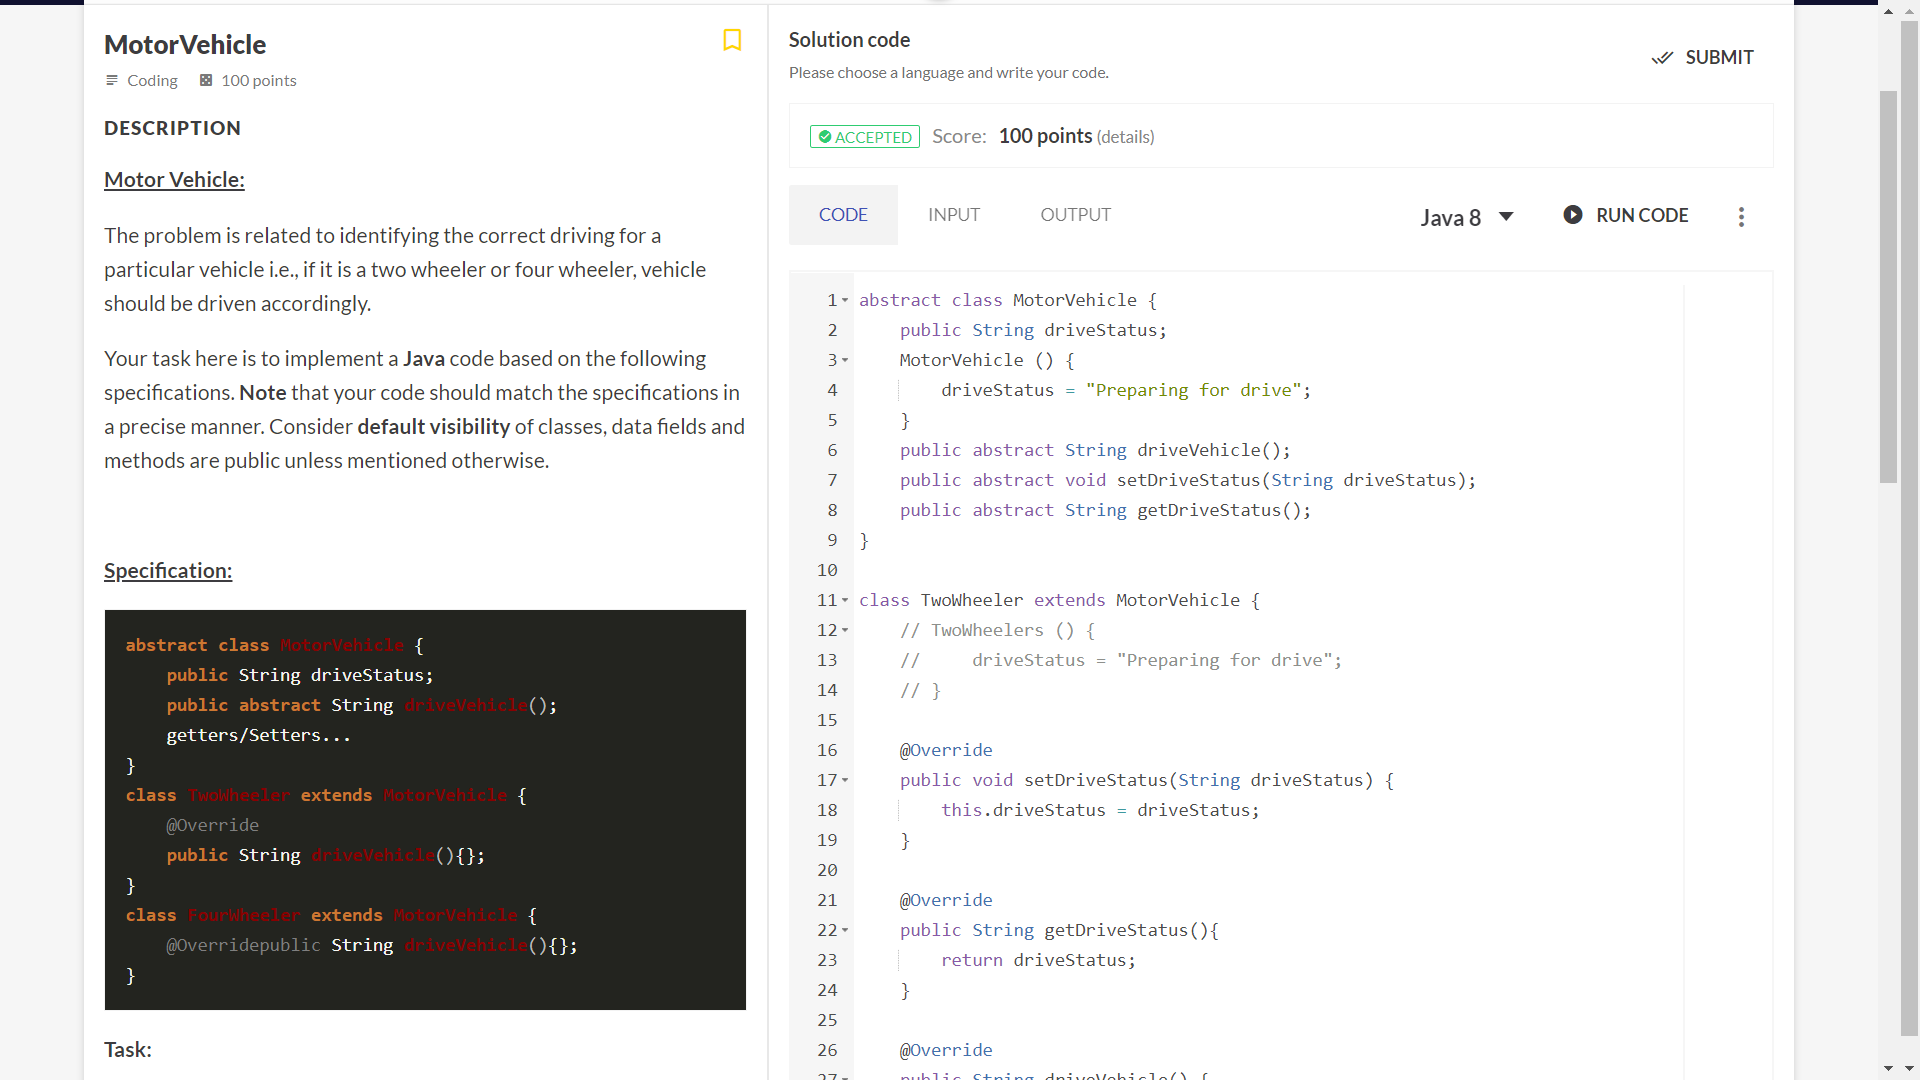 MotorVehicle
Coding 100 points
DESCRIPTION
Motor Vehicle:
The problem is related to identifying the correct driving for a
particular vehicle i.e., if it is a two wheeler or four wheeler, vehicle
should be driven accordingly.
Your task here is to implement a Java code based on the following
specifications. Note that your code should match the specifications in
a precise manner. Consider default visibility of classes, data fields and
methods are public unless mentioned otherwise.
Specification:
abstract class MotorVehicle {
    public String driveStatus;
    public abstract String driveVehicle();
    getters/Setters...
}
class TwoWheeler extends MotorVehicle {
    @Override
    public String driveVehicle(){};
}
class FourWheeler extends MotorVehicle {
    @Overridepublic String driveVehicle(){};
}
Task:
Solution code
Please choose a language and write your code.
SUBMIT
ACCEPTED Score: 100 points (details)
CODE INPUT OUTPUT Java 8 RUN CODE
1 abstract class MotorVehicle {
2     public String driveStatus;
3     MotorVehicle () {
4         driveStatus = "Preparing for drive";
5     }
6     public abstract String driveVehicle();
7     public abstract void setDriveStatus(String driveStatus);
8     public abstract String getDriveStatus();
9 }
10
11 class TwoWheeler extends MotorVehicle {
12     // TwoWheelers () {
13     //     driveStatus = "Preparing for drive";
14     // }
15
16     @Override
17     public void setDriveStatus(String driveStatus) {
18         this.driveStatus = driveStatus;
19     }
20
21     @Override
22     public String getDriveStatus(){
23         return driveStatus;
24     }
25
26     @Override
27     public String driveVehicle() {